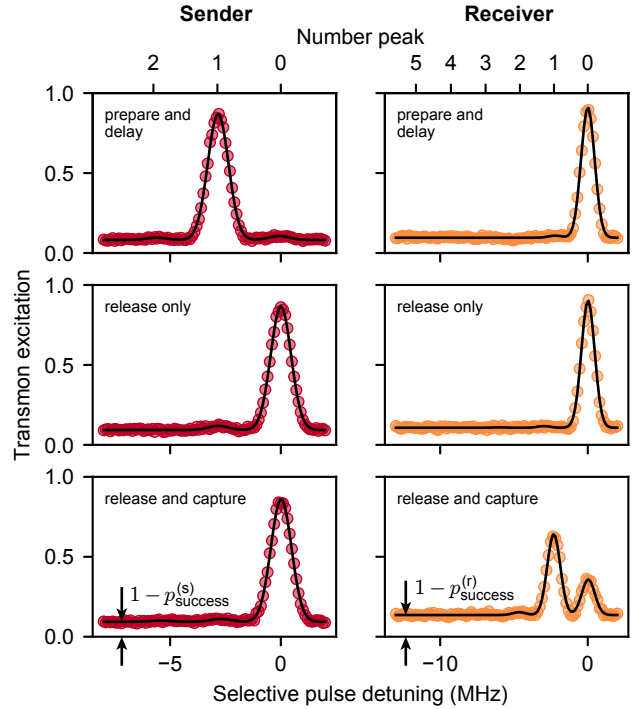 Sender
Receiver
Number peak
2 1 0
5 4 3 2 1 0
Transmon excitation
1.0
0.5
0.0
prepare and
delay
prepare and
delay
1.0
0.5
0.0
release only
release only
1.0
0.5
0.0
release and capture
1 − p_success^(s)
release and capture
1 − p_success^(r)
−5 0
−10 0
Selective pulse detuning (MHz)